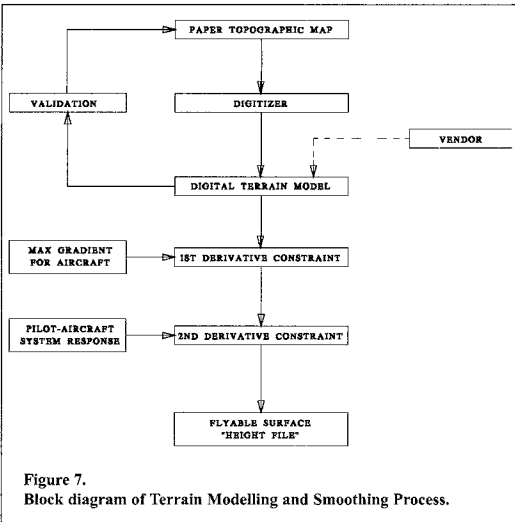 PAPER TOPOGRAPHIC MAP
VALIDATION
DIGITIZER
VENDOR
DIGITAL TERRAIN MODEL
MAX GRADIENT
FOR AIRCRAFT
1ST DERIVATIVE CONSTRAINT
PILOT-AIRCRAFT
SYSTEM RESPONSE
2ND DERIVATIVE CONSTRAINT
FLYABLE SURFACE
"HEIGHT FILE"
Figure 7.
Block diagram of Terrain Modelling and Smoothing Process.